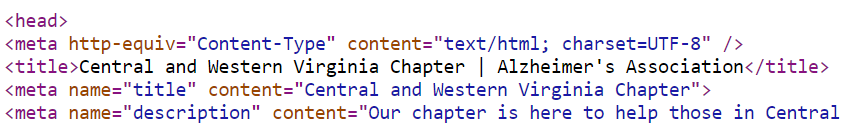 <head>
<meta http-equiv="Content-Type" content="text/html; charset=UTF-8" />
<title>Central and Western Virginia Chapter | Alzheimer's Association</title>
<meta name="title" content="Central and Western Virginia Chapter">
<meta name="description" content="Our chapter is here to help those in Central